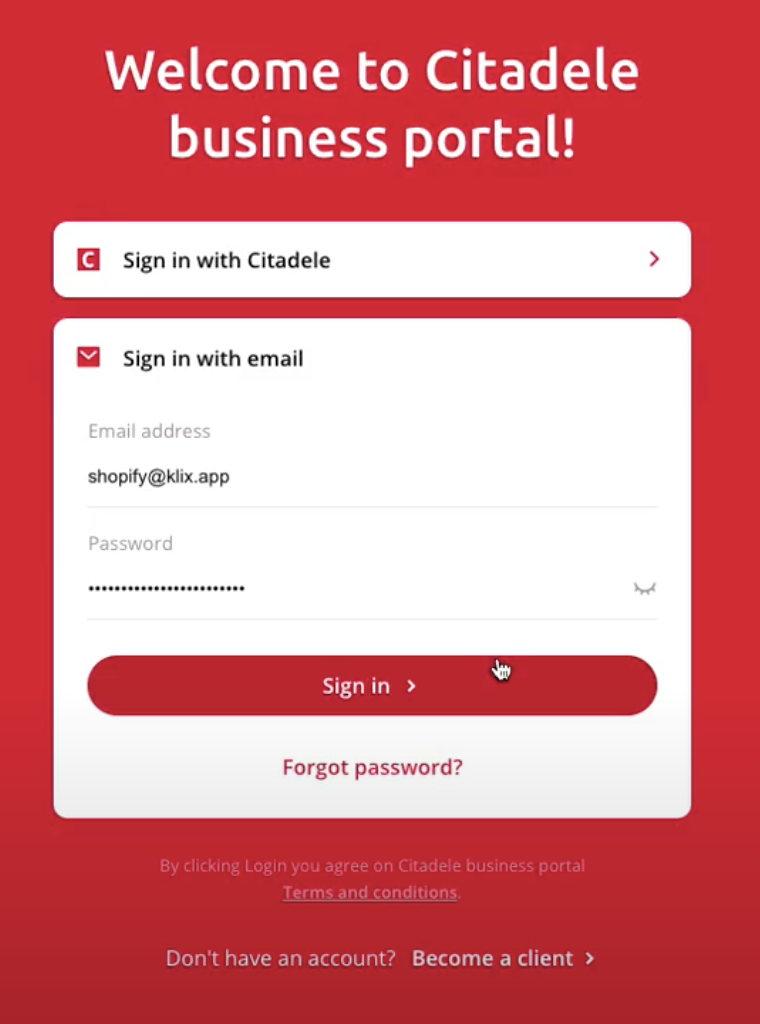 Welcome to Citadele
business portal!
C Sign in with Citadele
Sign in with email
Email address
shopify@klix.app
Password
••••••••••••••••••••••••
Sign in
Forgot password?
By clicking Login you agree on Citadele business portal
Terms and conditions.
Don't have an account? Become a client